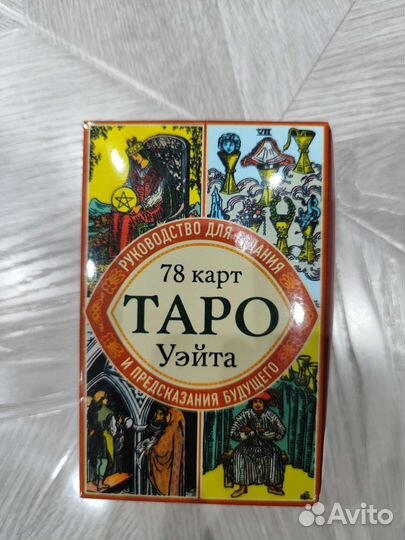 VII
РУКОВОДСТВО ДЛЯ ГАДАНИЯ
78 карт
ТАРО
Уэйта
И ПРЕДСКАЗАНИЯ БУДУЩЕГО
Avito